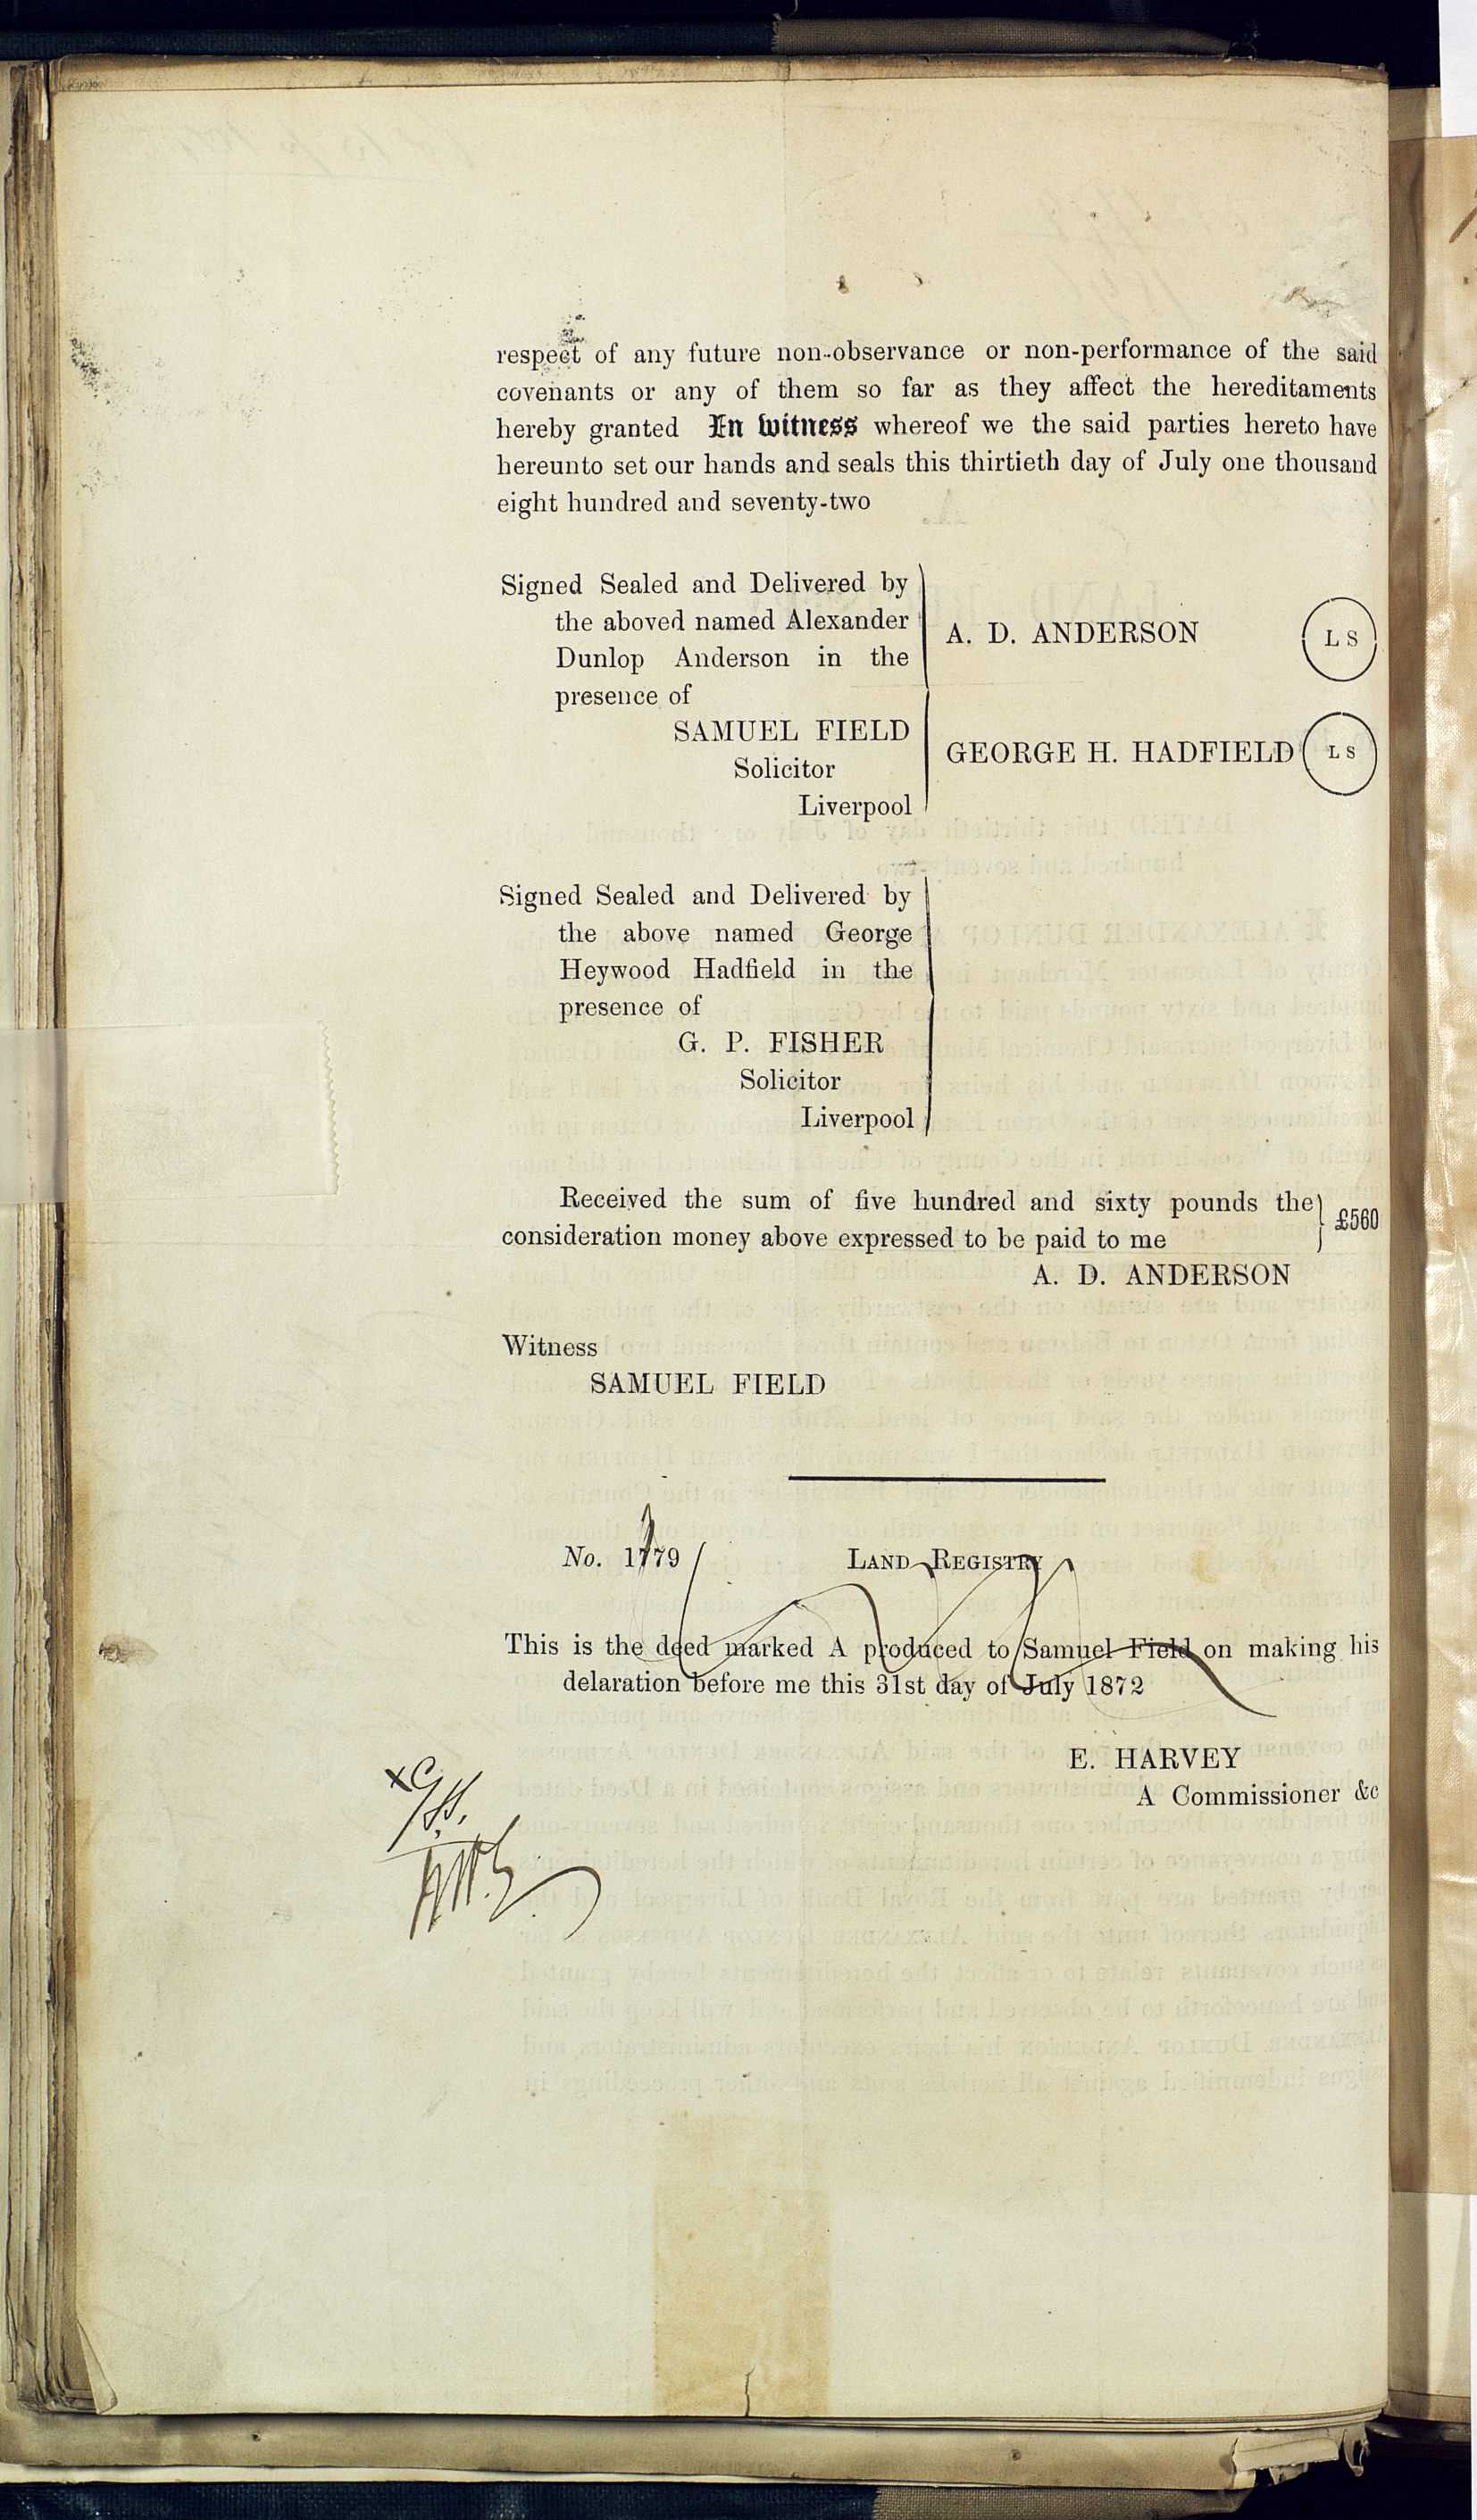 respect of any future non-observance or non-performance of the said
covenants or any of them so far as they affect the hereditaments
hereby granted In witness whereof we the said parties hereto have
hereunto set our hands and seals this thirtieth day of July one thousand
eight hundred and seventy-two
Signed Sealed and Delivered by
the aboved named Alexander
Dunlop Anderson in the
presence of
SAMUEL FIELD
Solicitor
Liverpool
A. D. ANDERSON L S
GEORGE H. HADFIELD L S
Signed Sealed and Delivered by
the above named George
Heywood Hadfield in the
presence of
G. P. FISHER
Solicitor
Liverpool
Received the sum of five hundred and sixty pounds the
consideration money above expressed to be paid to me
£560
A. D. ANDERSON
Witness
SAMUEL FIELD
No. 1779 LAND REGISTRY
This is the deed marked A produced to Samuel Field on making his
delaration before me this 31st day of July 1872
E. HARVEY
A Commissioner &c